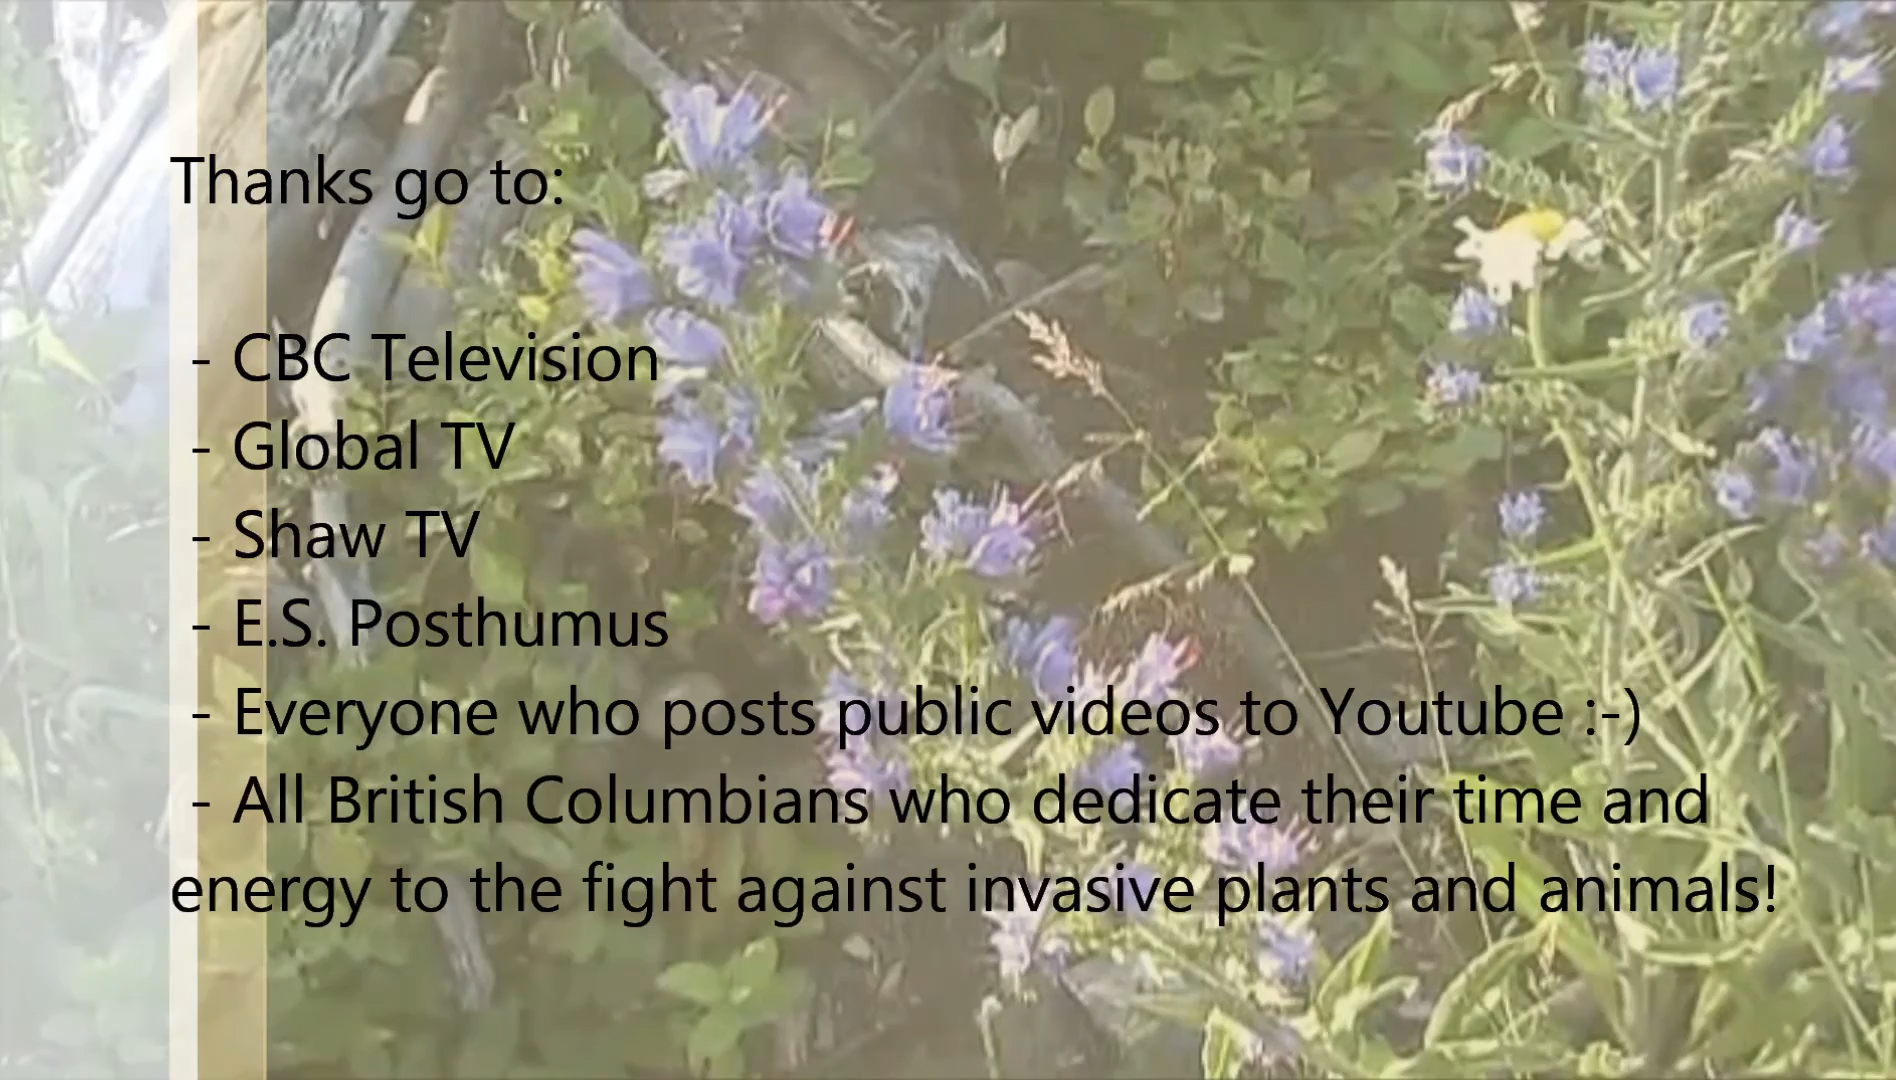 Thanks go to:
- CBC Television
- Global TV
- Shaw TV
- E.S. Posthumus
- Everyone who posts public videos to Youtube :-)
- All British Columbians who dedicate their time and
energy to the fight against invasive plants and animals!